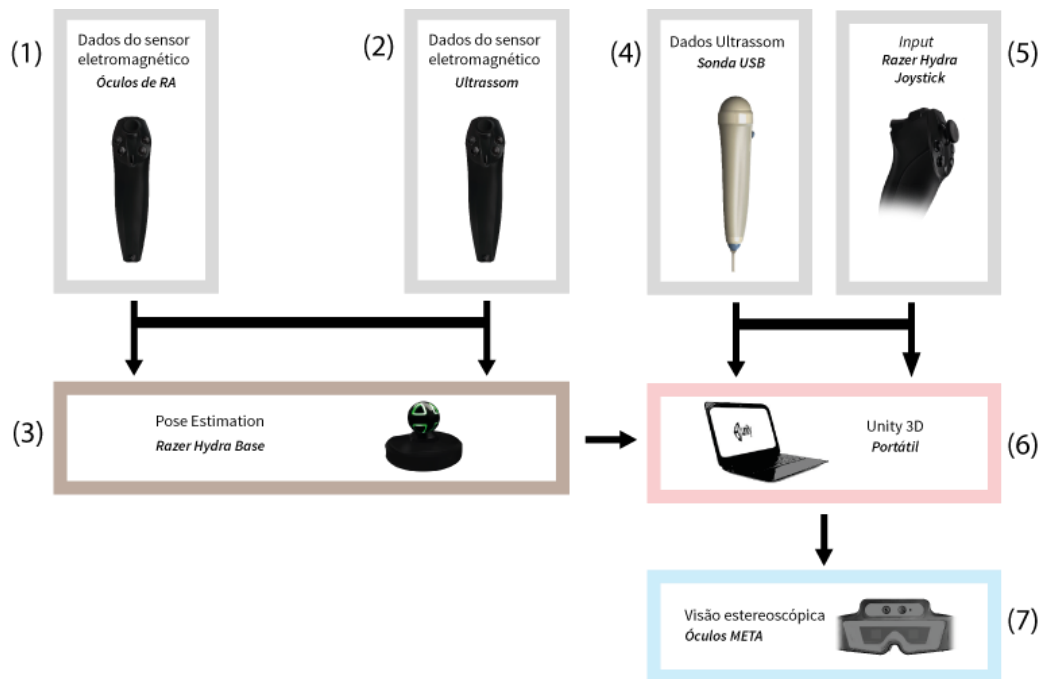 (1)
Dados do sensor
eletromagnético
Óculos de RA
(2)
Dados do sensor
eletromagnético
Ultrassom
(4)
Dados Ultrassom
Sonda USB
(5)
Input
Razer Hydra
Joystick
(3)
Pose Estimation
Razer Hydra Base
unity
Unity 3D
Portátil
(6)
Visão estereoscópica
Óculos META
(7)